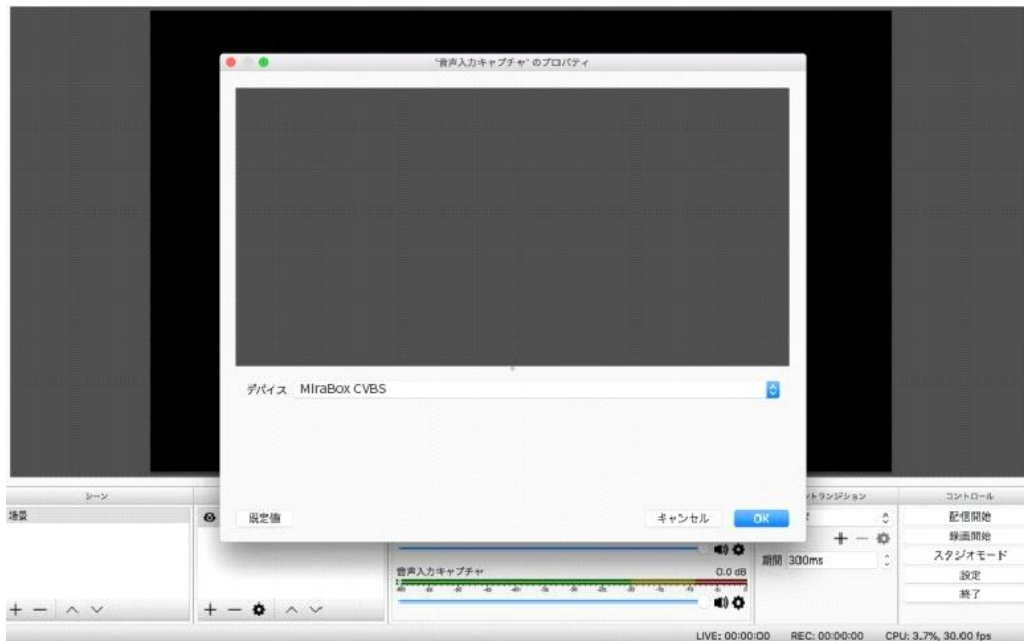 "音声入力キャプチャ" のプロパティ
デバイス MIraBox CVBS
既定値 キャンセル OK
シーン
トランジション
コントロール
場景
配信開始
録画開始
期間 300ms
スタジオモード
設定
終了
音声入力キャプチャ 0.0 dB
LIVE: 00:00:00 REC: 00:00:00 CPU: 3.7%, 30.00 fps